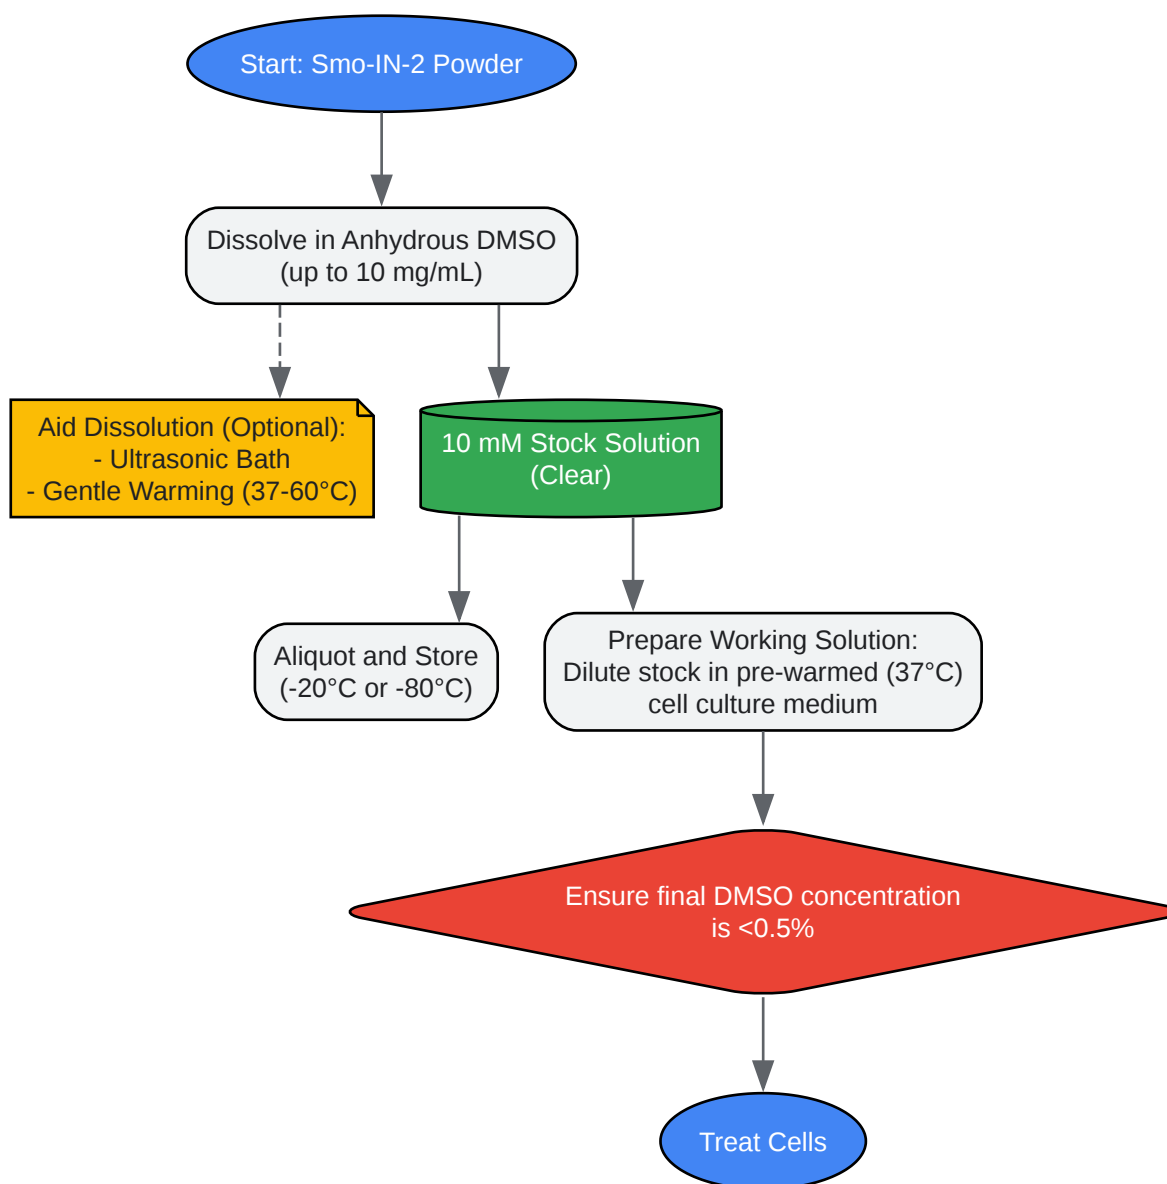 Start: Smo-IN-2 Powder
Dissolve in Anhydrous DMSO
(up to 10 mg/mL)
Aid Dissolution (Optional):
- Ultrasonic Bath
- Gentle Warming (37-60°C)
10 mM Stock Solution
(Clear)
Aliquot and Store
(-20°C or -80°C)
Prepare Working Solution:
Dilute stock in pre-warmed (37°C)
cell culture medium
Ensure final DMSO concentration
is <0.5%
Treat Cells